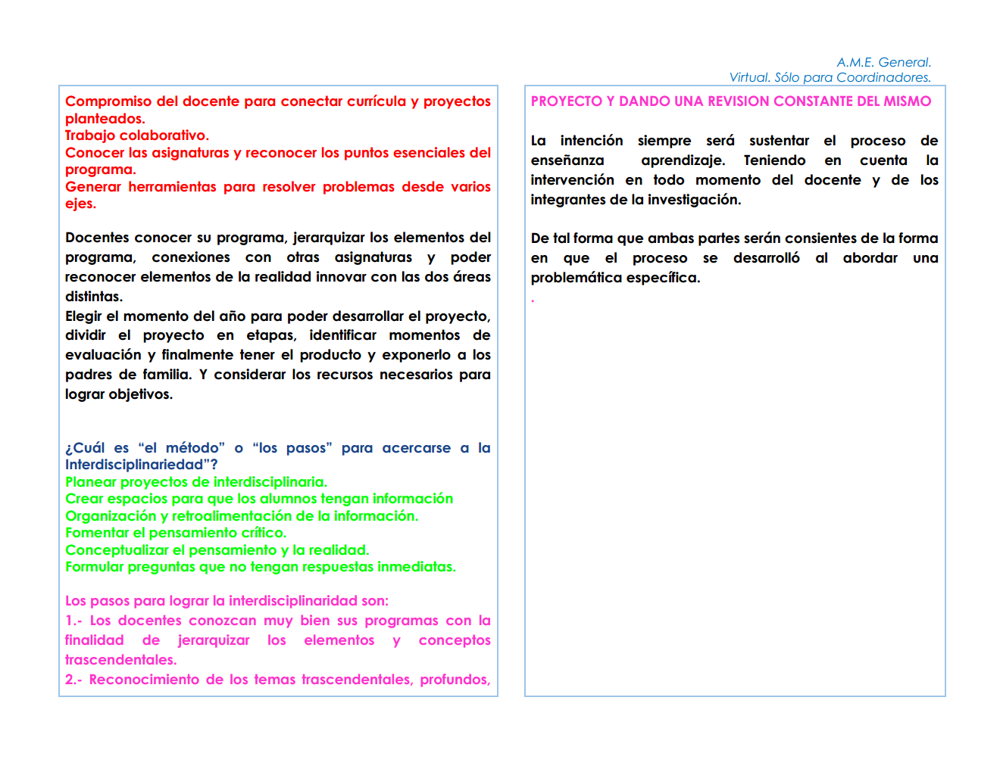 A.M.E. General.
Virtual. Sólo para Coordinadores.
Compromiso del docente para conectar currícula y proyectos
planteados.
Trabajo colaborativo.
Conocer las asignaturas y reconocer los puntos esenciales del
programa.
Generar herramientas para resolver problemas desde varios
ejes.
Docentes conocer su programa, jerarquizar los elementos del
programa, conexiones con otras asignaturas y poder
reconocer elementos de la realidad innovar con las dos áreas
distintas.
Elegir el momento del año para poder desarrollar el proyecto,
dividir el proyecto en etapas, identificar momentos de
evaluación y finalmente tener el producto y exponerlo a los
padres de familia. Y considerar los recursos necesarios para
lograr objetivos.
¿Cuál es “el método” o “los pasos” para acercarse a la
Interdisciplinariedad”?
Planear proyectos de interdisciplinaria.
Crear espacios para que los alumnos tengan información
Organización y retroalimentación de la información.
Fomentar el pensamiento crítico.
Conceptualizar el pensamiento y la realidad.
Formular preguntas que no tengan respuestas inmediatas.
Los pasos para lograr la interdisciplinaridad son:
1.- Los docentes conozcan muy bien sus programas con la
finalidad de jerarquizar los elementos y conceptos
trascendentales.
2.- Reconocimiento de los temas trascendentales, profundos,
PROYECTO Y DANDO UNA REVISION CONSTANTE DEL MISMO
La intención siempre será sustentar el proceso de
enseñanza aprendizaje. Teniendo en cuenta la
intervención en todo momento del docente y de los
integrantes de la investigación.
De tal forma que ambas partes serán consientes de la forma
en que el proceso se desarrolló al abordar una
problemática específica.
.